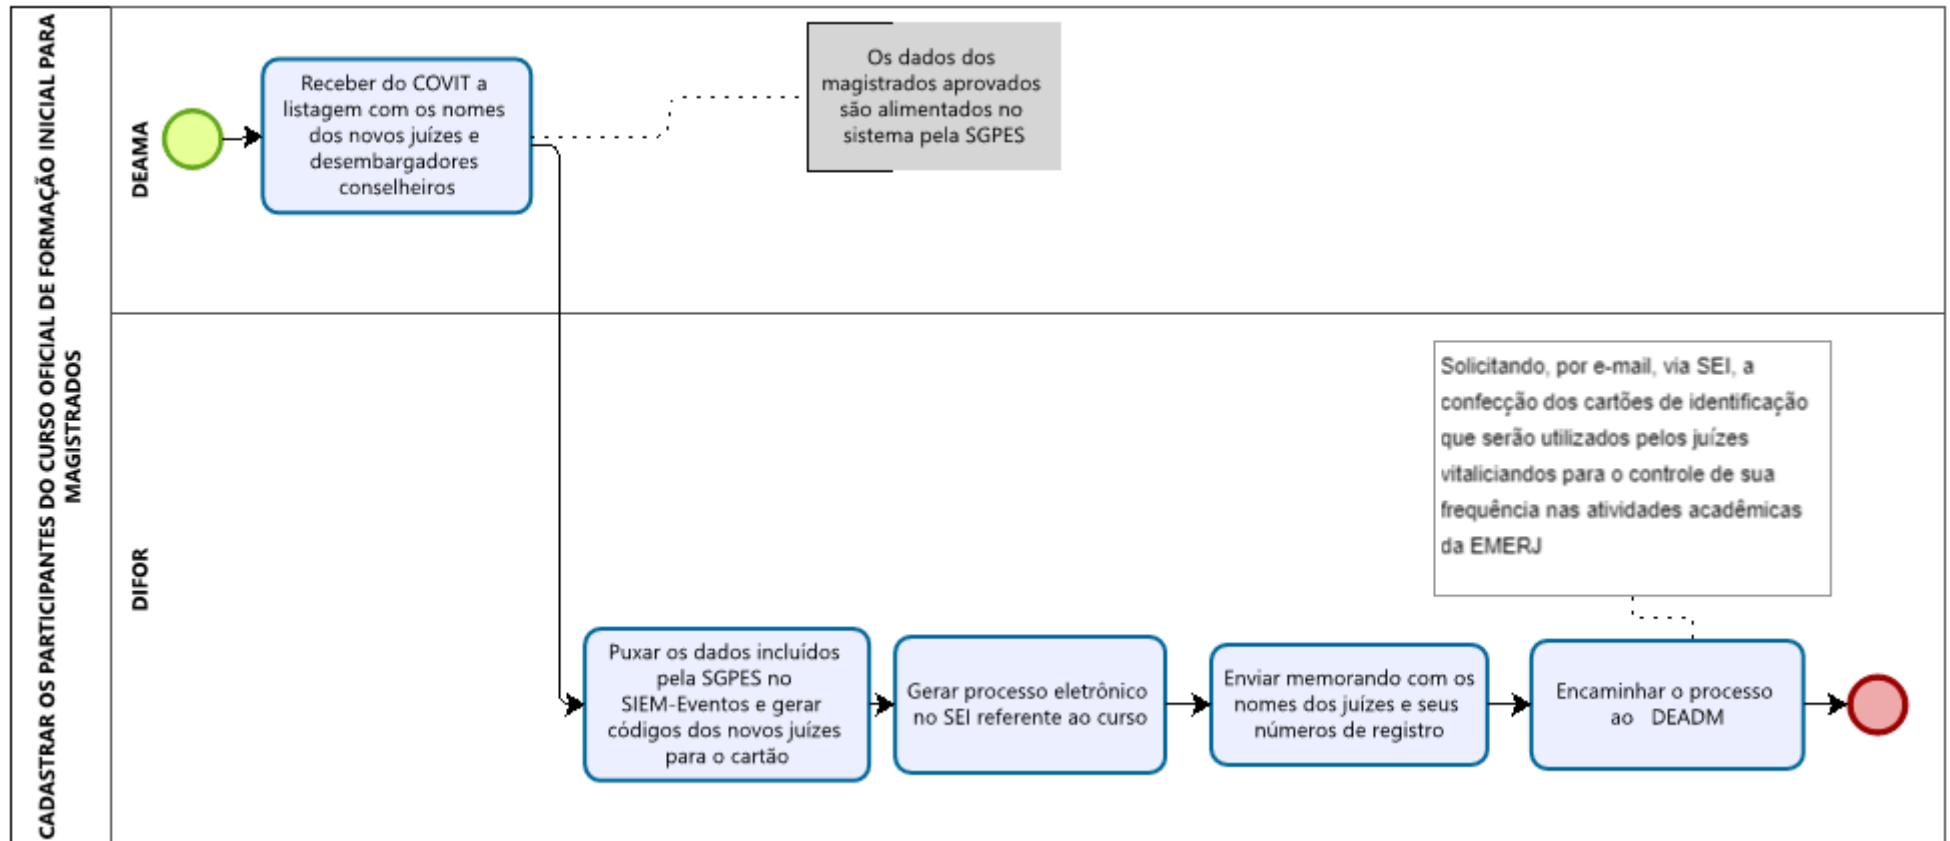 CADASTRAR OS PARTICIPANTES DO CURSO OFICIAL DE FORMAÇÃO INICIAL PARA
MAGISTRADOS
DEAMA
Receber do COVIT a
listagem com os nomes
dos novos juízes e
desembargadores
conselheiros
Os dados dos
magistrados aprovados
são alimentados no
sistema pela SGPES
DIFOR
Puxar os dados incluídos
pela SGPES no
SIEM-Eventos e gerar
códigos dos novos juízes
para o cartão
Gerar processo eletrônico
no SEI referente ao curso
Enviar memorando com os
nomes dos juízes e seus
números de registro
Solicitando, por e-mail, via SEI, a
confecção dos cartões de identificação
que serão utilizados pelos juízes
vitaliciandos para o controle de sua
frequência nas atividades acadêmicas
da EMERJ
Encaminhar o processo
ao DEADM